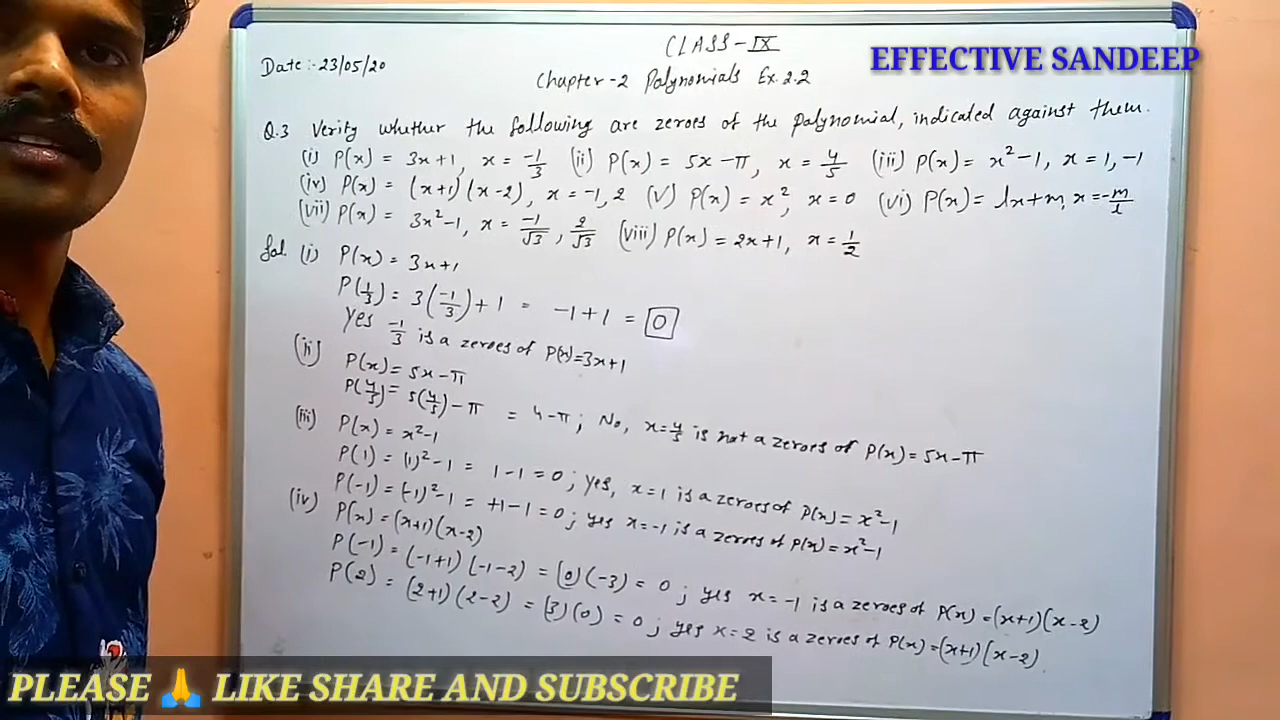 CLASS-IX
EFFECTIVE SANDEEP
Date:-23/05/20
Chapter-2 Polynomials Ex.2.2
Q.3 Verify whether the following are zeroes of the polynomial, indicated against them.
(i) P(x) = 3x+1, x = -1/3 (ii) P(x) = 5x-π, x = 4/5 (iii) P(x) = x²-1, x = 1,-1
(iv) P(x) = (x+1)(x-2), x = -1, 2 (V) P(x) = x², x = 0 (vi) P(x) = lx+m, x = -m/l
(vii) P(x) = 3x²-1, x = -1/√3, 2/√3 (viii) P(x) = 2x+1, x = 1/2
Sol. (i) P(x) = 3x+1
P(1/3) = 3(-1/3)+1 = -1+1 = 0
Yes -1/3 is a zeroes of P(x)=3x+1
(ii) P(x) = 5x-π
P(4/5) = 5(4/5)-π = 4-π; No, x=4/5 is not a zeroes of P(x) = 5x-π
(iii) P(x) = x²-1
P(1) = (1)²-1 = 1-1 = 0; yes, x=1 is a zeroes of P(x) = x²-1
P(-1) = (-1)²-1 = +1-1=0; yes x=-1 is a zeroes of P(x) = x²-1
(iv) P(x) = (x+1)(x-2)
P(-1) = (-1+1)(-1-2) = (0)(-3) = 0; yes x=-1 is a zeroes of P(x) = (x+1)(x-2)
P(2) = (2+1)(2-2) = (3)(0) = 0; yes x=2 is a zeroes of P(x) = (x+1)(x-2)
PLEASE 🙏 LIKE SHARE AND SUBSCRIBE